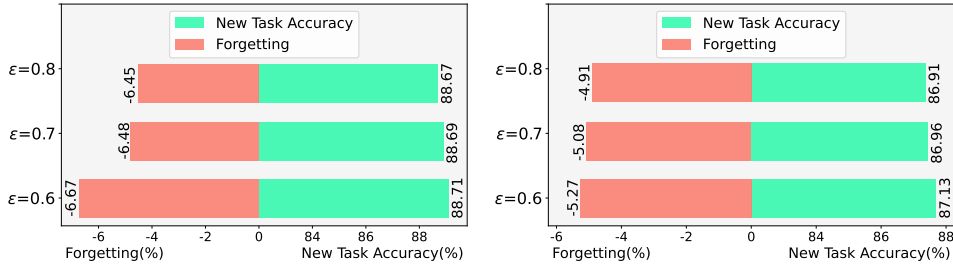 New Task Accuracy
Forgetting
ε=0.8
-6.45
88.67
ε=0.7
-6.48
88.69
ε=0.6
-6.67
88.71
-6 -4 -2 0 84 86 88
Forgetting(%) New Task Accuracy(%)
New Task Accuracy
Forgetting
ε=0.8
-4.91
86.91
ε=0.7
-5.08
86.96
ε=0.6
-5.27
87.13
-6 -4 -2 0 84 86 88
Forgetting(%) New Task Accuracy(%)